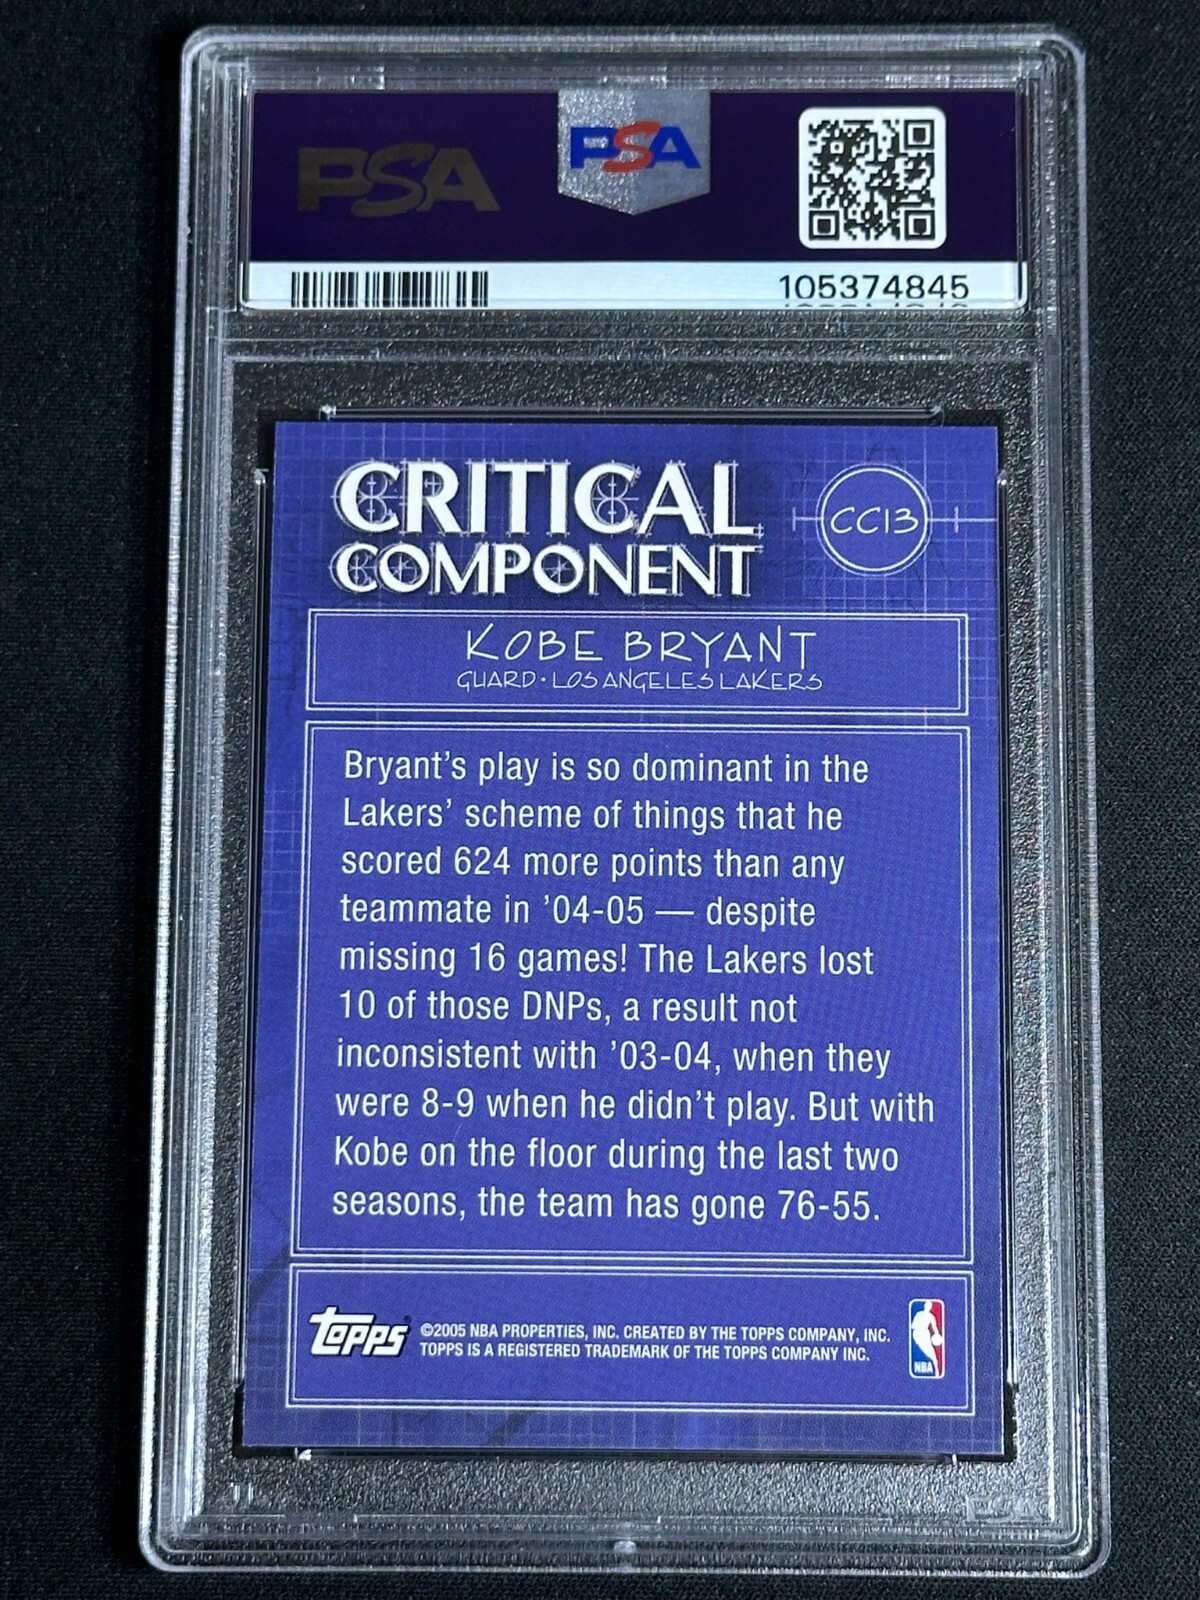 PSA
PSA
105374845
CRITICAL
COMPONENT
CC13
KOBE BRYANT
GUARD • LOS ANGELES LAKERS
Bryant's play is so dominant in the
Lakers' scheme of things that he
scored 624 more points than any
teammate in '04-05 — despite
missing 16 games! The Lakers lost
10 of those DNPs, a result not
inconsistent with '03-04, when they
were 8-9 when he didn't play. But with
Kobe on the floor during the last two
seasons, the team has gone 76-55.
Topps
©2005 NBA PROPERTIES, INC. CREATED BY THE TOPPS COMPANY, INC.
TOPPS IS A REGISTERED TRADEMARK OF THE TOPPS COMPANY INC.
NBA
PSA